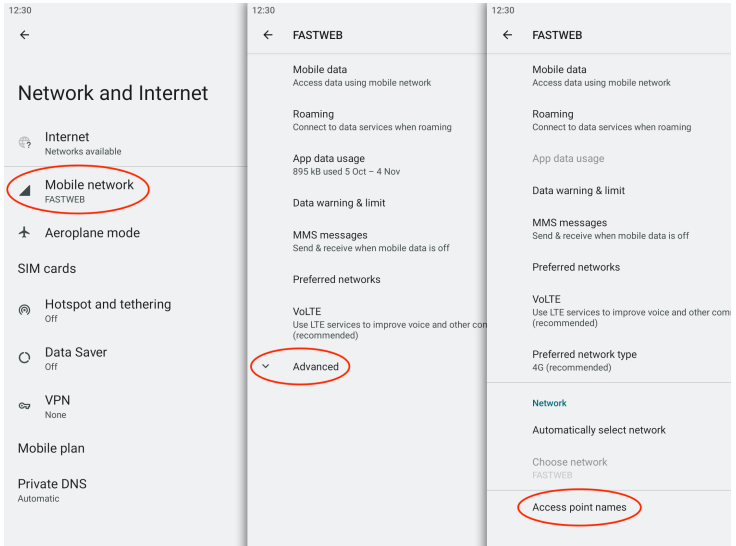 12:30
Network and Internet
Internet
Networks available
Mobile network
FASTWEB
Aeroplane mode
SIM cards
Hotspot and tethering
Off
Data Saver
Off
VPN
None
Mobile plan
Private DNS
Automatic
12:30
FASTWEB
Mobile data
Access data using mobile network
Roaming
Connect to data services when roaming
App data usage
895 kB used 5 Oct – 4 Nov
Data warning & limit
MMS messages
Send & receive when mobile data is off
Preferred networks
VoLTE
Use LTE services to improve voice and other con
(recommended)
Advanced
12:30
FASTWEB
Mobile data
Access data using mobile network
Roaming
Connect to data services when roaming
App data usage
Data warning & limit
MMS messages
Send & receive when mobile data is off
Preferred networks
VoLTE
Use LTE services to improve voice and other com
(recommended)
Preferred network type
4G (recommended)
Network
Automatically select network
Choose network
FASTWEB
Access point names